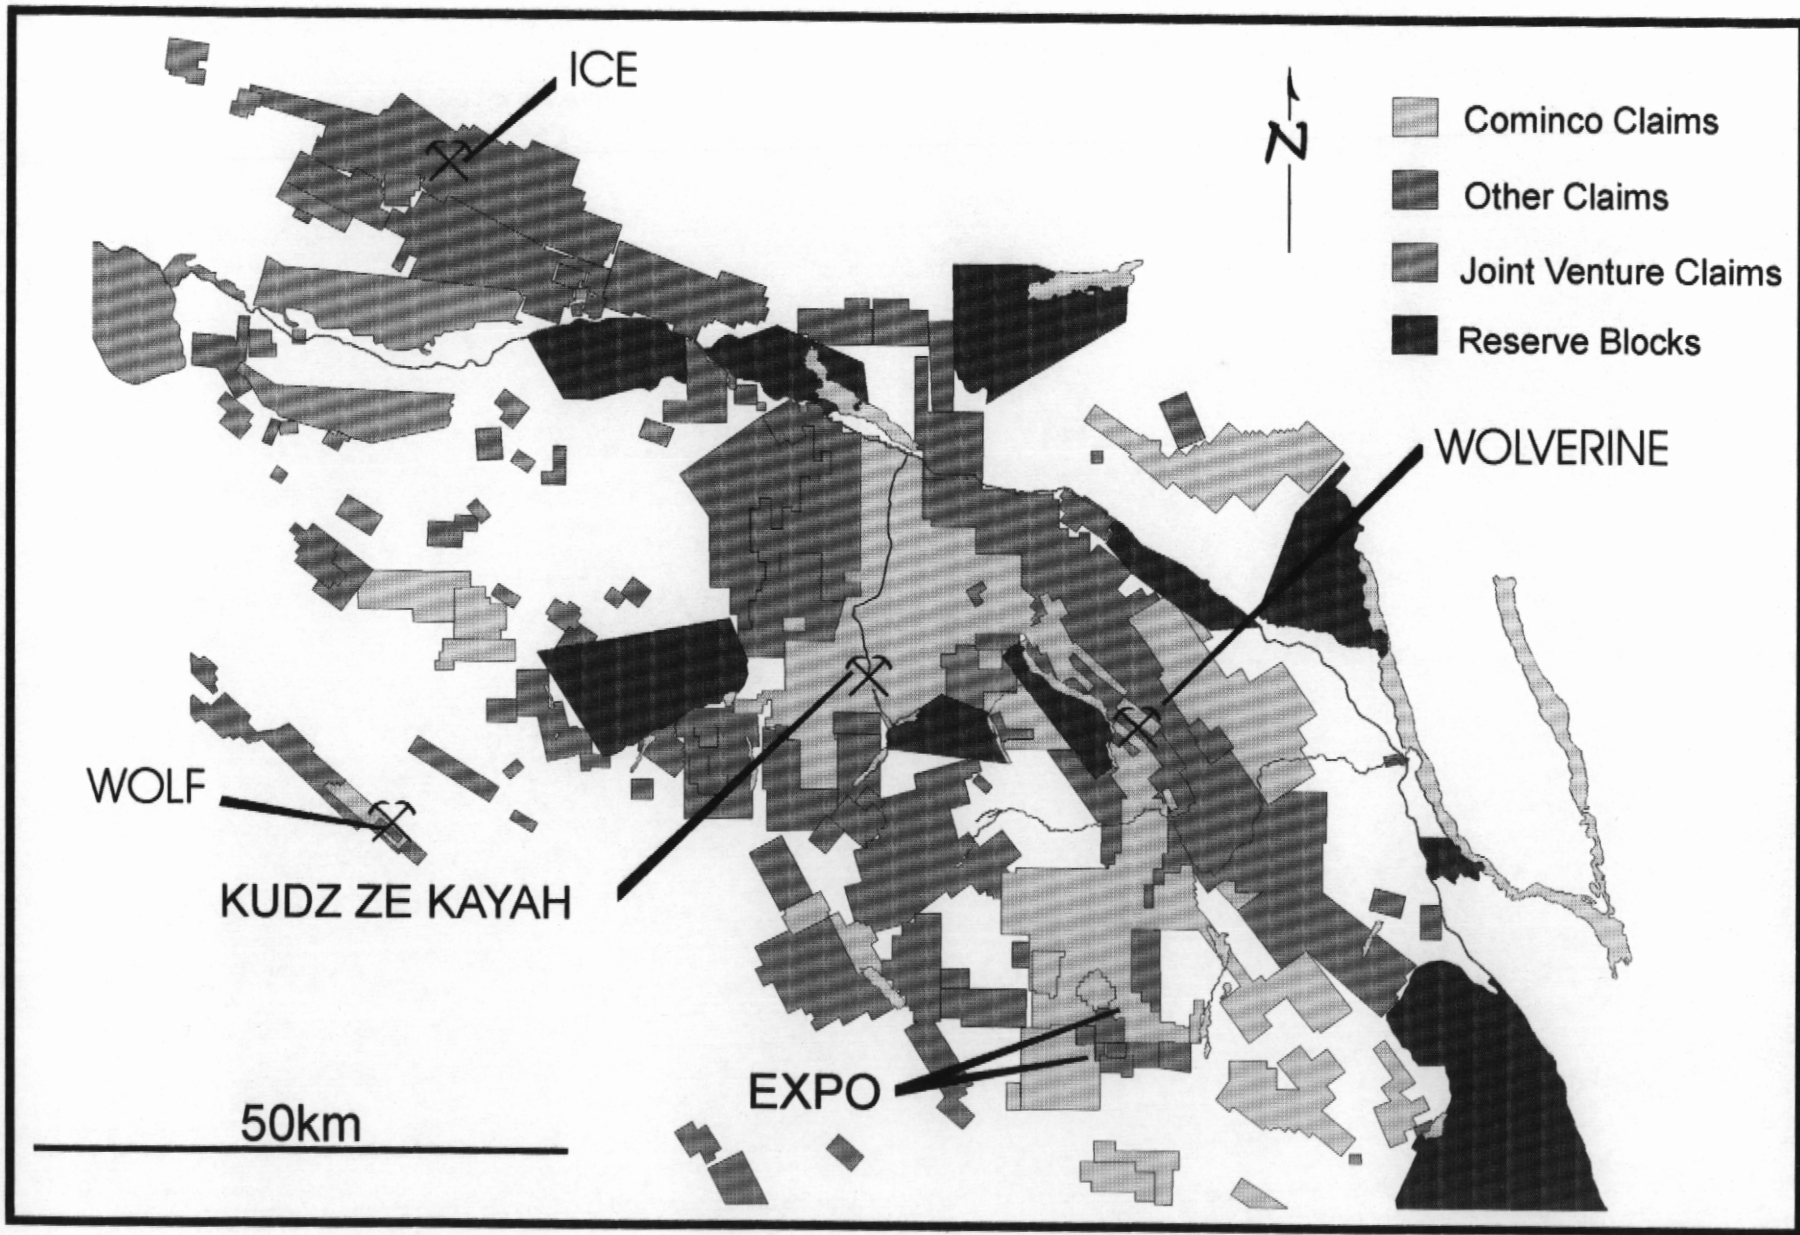 ICE
N
Cominco Claims
Other Claims
Joint Venture Claims
Reserve Blocks
WOLVERINE
WOLF
KUDZ ZE KAYAH
EXPO
50km